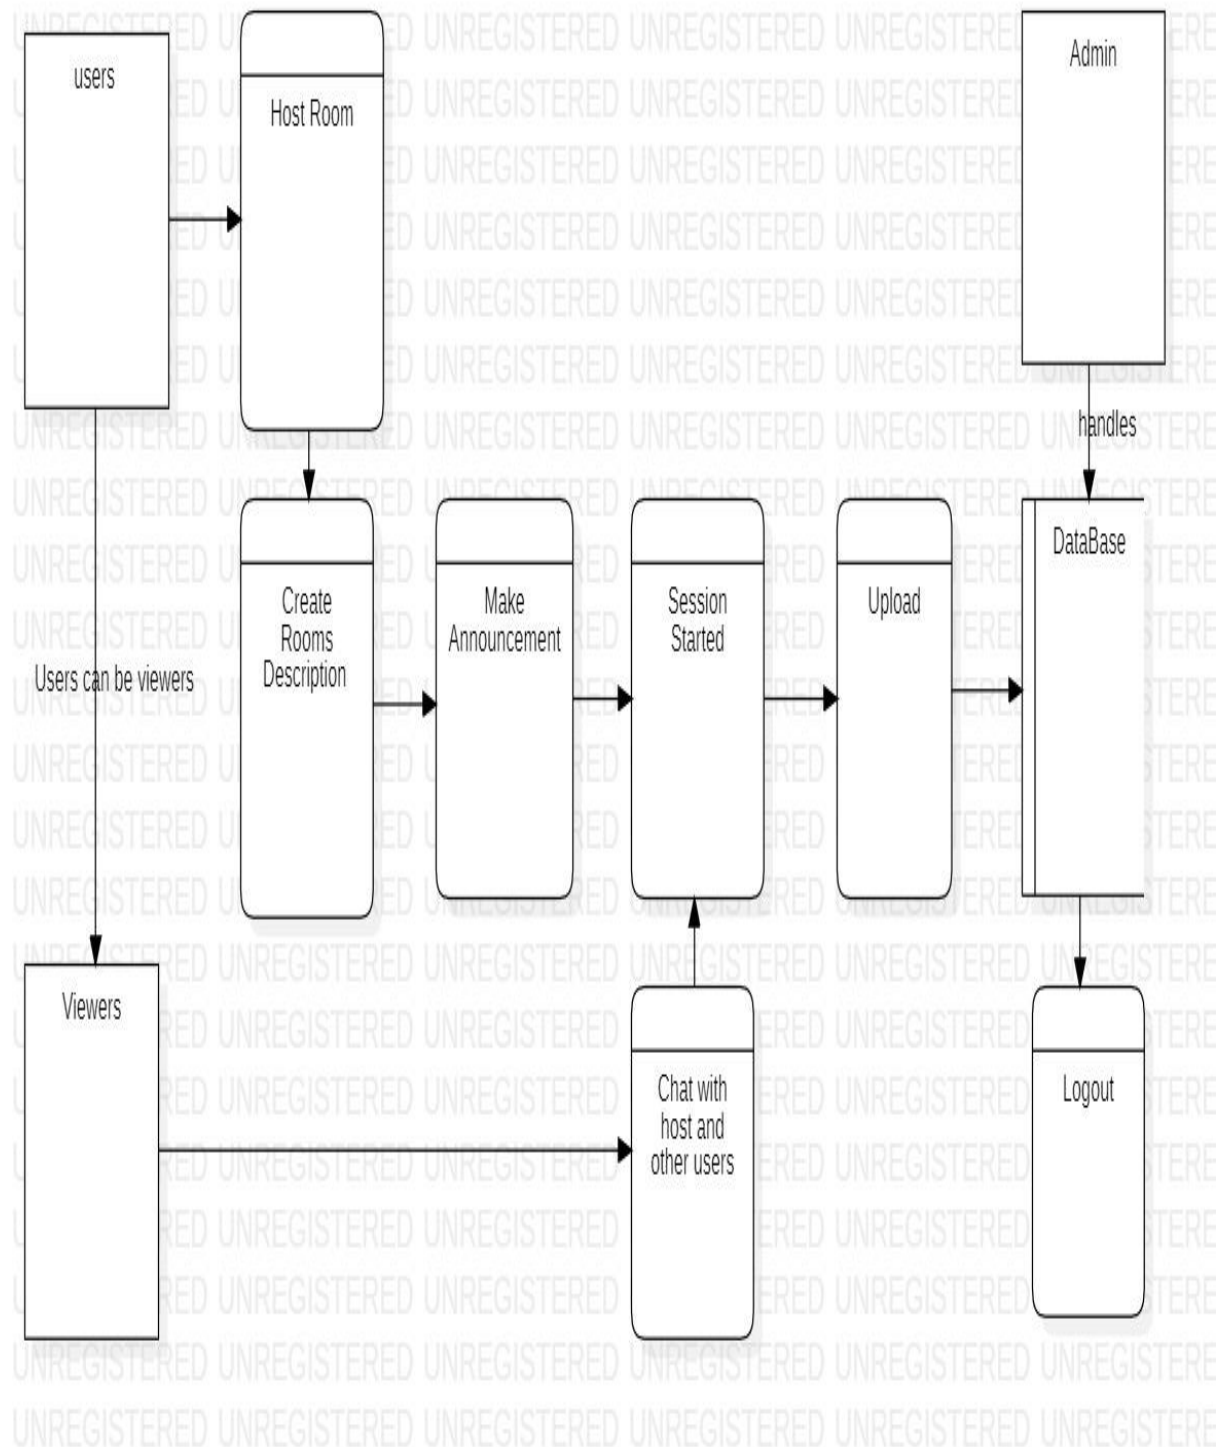 users
Host Room
Admin
handles
Create
Rooms
Description
Make
Announcement
Session
Started
Upload
DataBase
Users can be viewers
Viewers
Chat with
host and
other users
Logout
UNREGISTERED